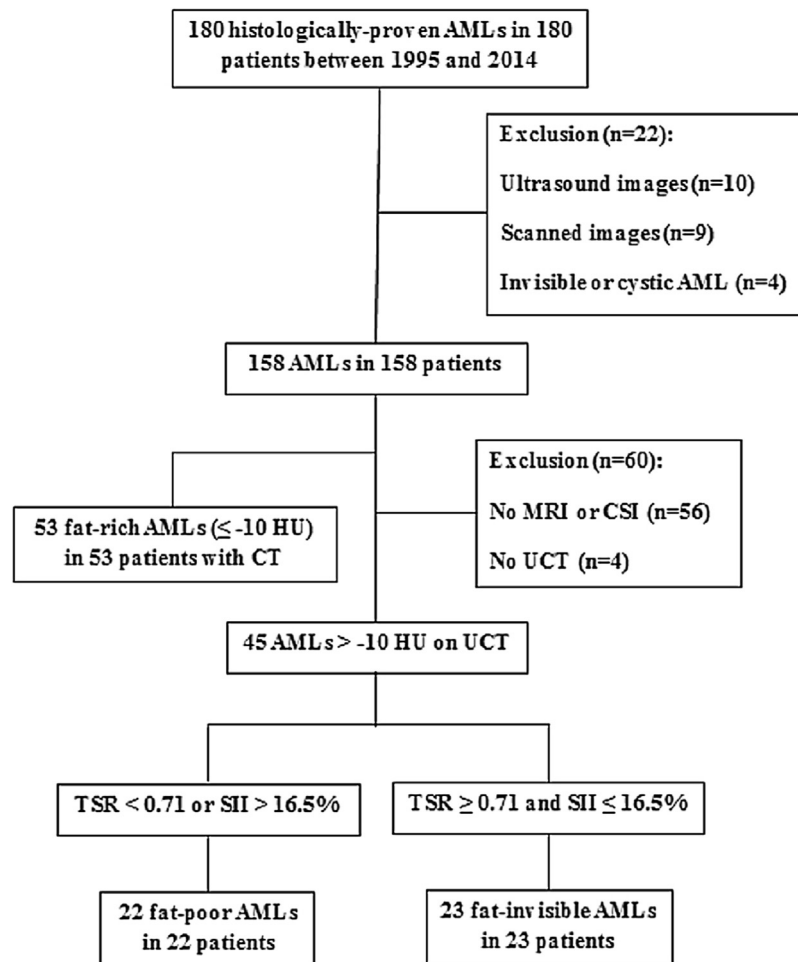 180 histologically-proven AMLs in 180
patients between 1995 and 2014
Exclusion (n=22):
Ultrasound images (n=10)
Scanned images (n=9)
Invisible or cystic AML (n=4)
158 AMLs in 158 patients
53 fat-rich AMLs (≤ -10 HU)
in 53 patients with CT
Exclusion (n=60):
No MRI or CSI (n=56)
No UCT (n=4)
45 AMLs > -10 HU on UCT
TSR < 0.71 or SII > 16.5%
TSR ≥ 0.71 and SII ≤ 16.5%
22 fat-poor AMLs
in 22 patients
23 fat-invisible AMLs
in 23 patients